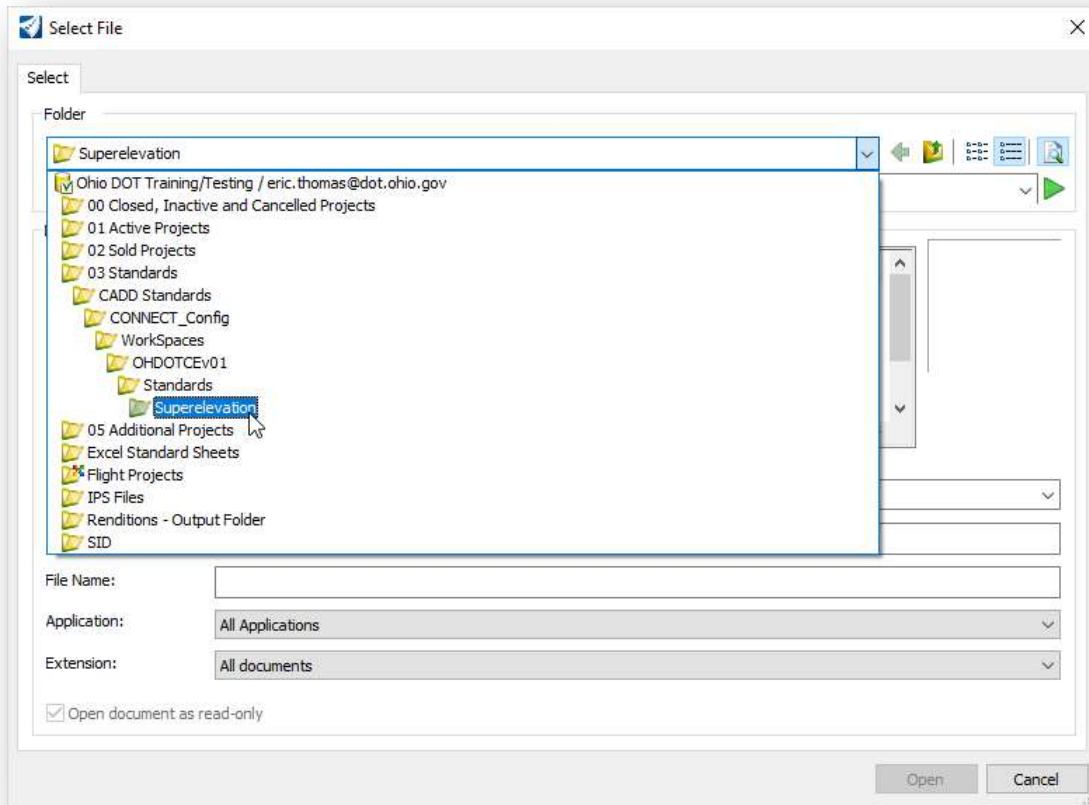 Select File
Select
Folder
Superelevation
Ohio DOT Training/Testing / eric.thomas@dot.ohio.gov
00 Closed, Inactive and Cancelled Projects
01 Active Projects
02 Sold Projects
03 Standards
CADD Standards
CONNECT_Config
WorkSpaces
OHDOTCEv01
Standards
Superelevation
05 Additional Projects
Excel Standard Sheets
Flight Projects
IPS Files
Renditions - Output Folder
SID
File Name:
Application: All Applications
Extension: All documents
Open document as read-only
Open Cancel